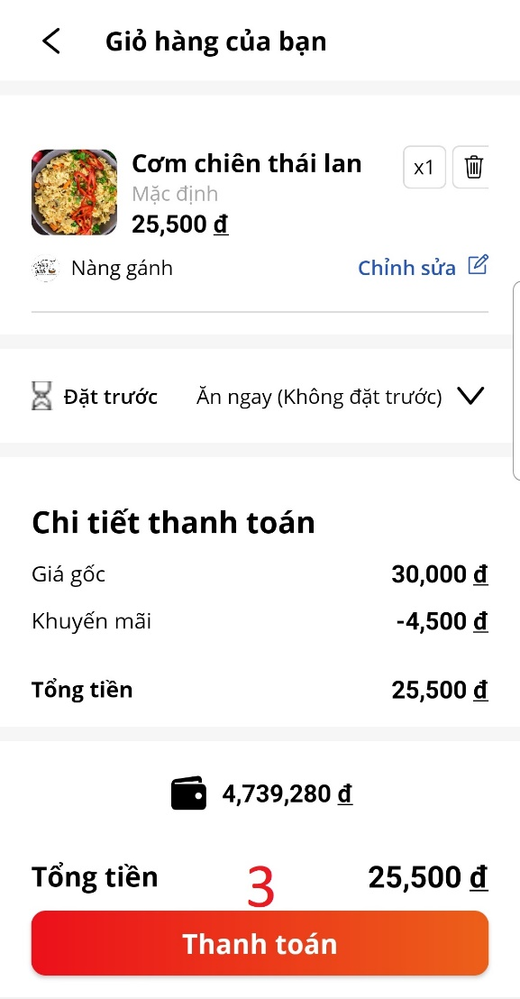 Giỏ hàng của bạn
Cơm chiên thái lan
x1
Mặc định
25,500 đ
Nàng gánh
Chỉnh sửa
Đặt trước
Ăn ngay (Không đặt trước)
Chi tiết thanh toán
Giá gốc 30,000 đ
Khuyến mãi -4,500 đ
Tổng tiền 25,500 đ
4,739,280 đ
Tổng tiền 25,500 đ
3
Thanh toán